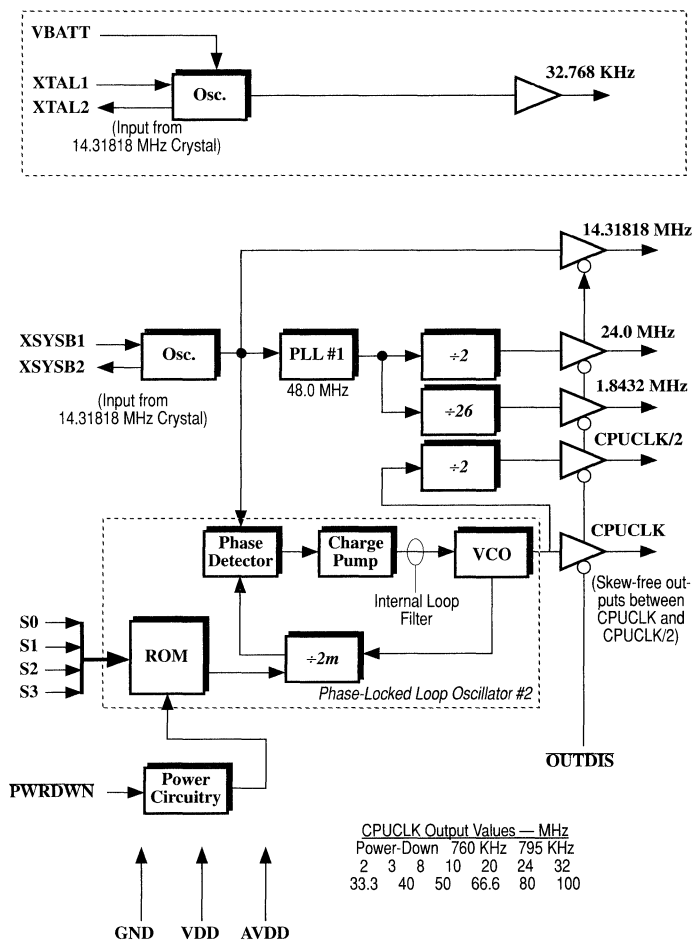 VBATT
XTAL1
XTAL2
Osc.
32.768 KHz
(Input from
14.31818 MHz Crystal)
14.31818 MHz
XSYSB1
XSYSB2
Osc.
PLL #1
48.0 MHz
÷2
24.0 MHz
(Input from
14.31818 MHz Crystal)
÷26
1.8432 MHz
÷2
CPUCLK/2
Phase
Detector
Charge
Pump
VCO
CPUCLK
(Skew-free out-
puts between
CPUCLK and
CPUCLK/2)
Internal Loop
Filter
S0
S1
S2
S3
ROM
÷2m
Phase-Locked Loop Oscillator #2
OUTDIS
PWRDWN
Power
Circuitry
CPUCLK Output Values — MHz
Power-Down 760 KHz 795 KHz
2 3 8 10 20 24 32
33.3 40 50 66.6 80 100
GND VDD AVDD